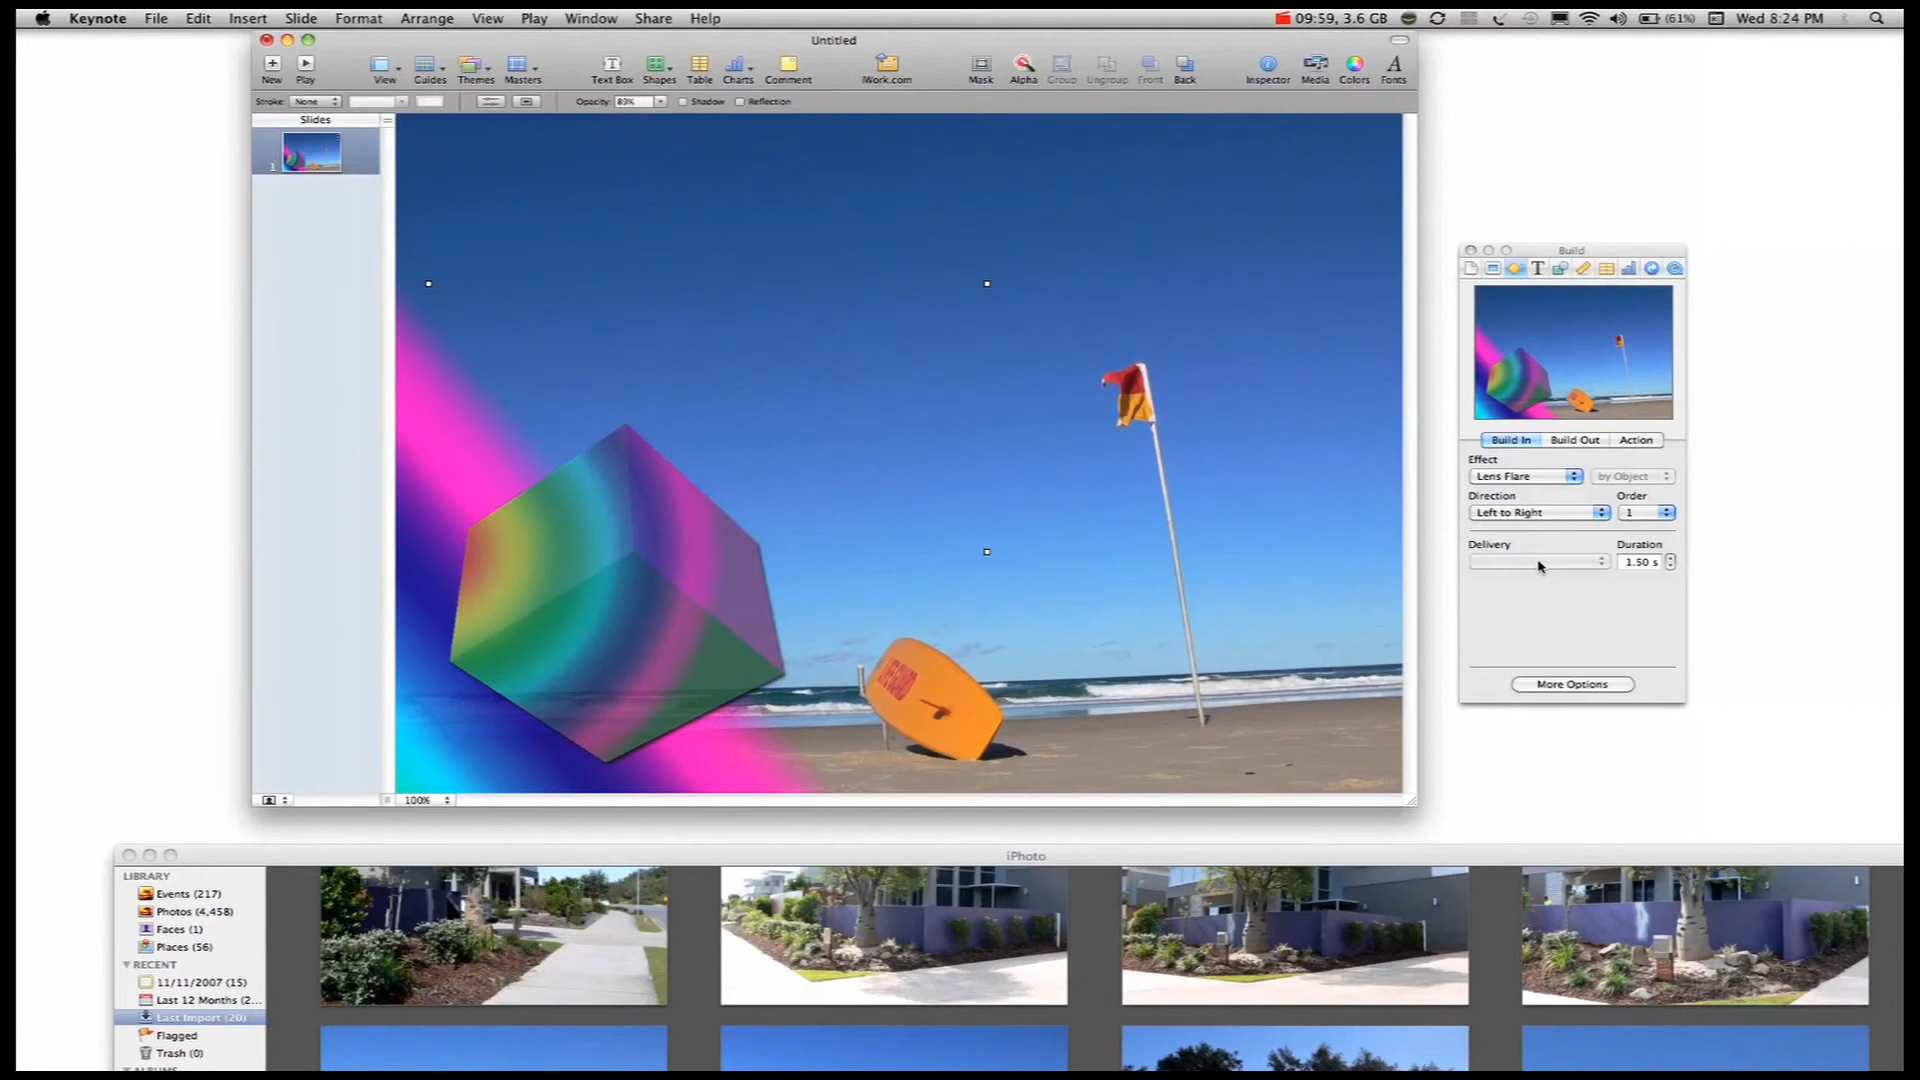 Keynote File Edit Insert Slide Format Arrange View Play Window Share Help 09:59, 3.6 GB (61%) Wed 8:24 PM
Untitled
New Play View Guides Themes Masters Text Box Shapes Table Charts Comment iWork.com Mask Alpha Group Ungroup Front Back Inspector Media Colors Fonts
Stroke: None Opacity: 89% Shadow Reflection
Slides
1
100%
Build
Build In Build Out Action
Effect
Lens Flare by Object
Direction Order
Left to Right 1
Delivery Duration
1.50 s
More Options
iPhoto
LIBRARY
Events (217)
Photos (4,458)
Faces (1)
Places (56)
RECENT
11/11/2007 (15)
Last 12 Months (2...
Last Import (20)
Flagged
Trash (0)